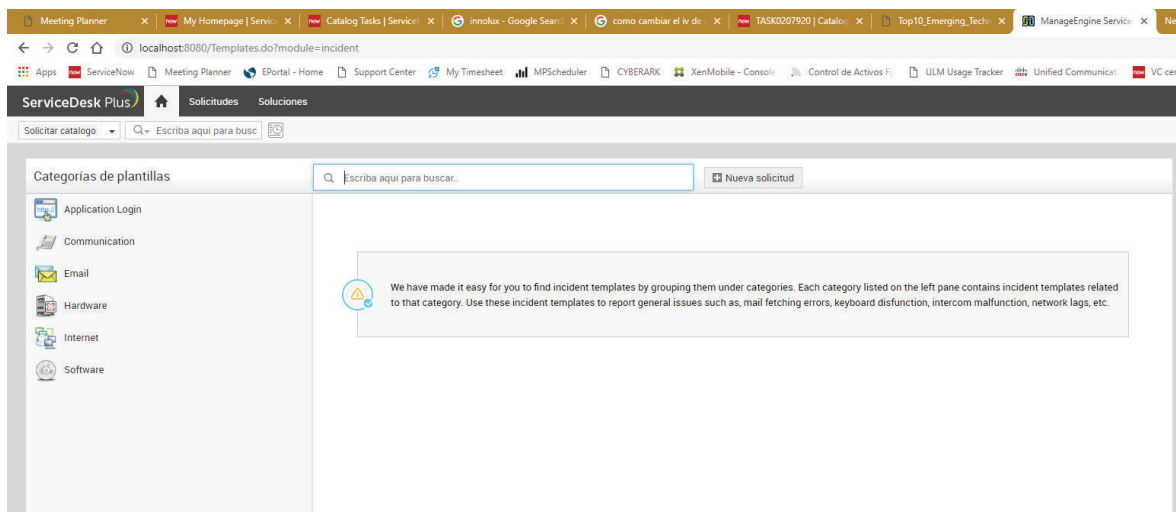 Meeting Planner
My Homepage | Servic
Catalog Tasks | ServiceN
innolux - Google Search
como cambiar el iv de
TASK0207920 | Catalog
Top10_Emerging_Techn
ManageEngine Service
Ne
localhost:8080/Templates.do?module=incident
Apps ServiceNow Meeting Planner EPortal - Home Support Center My Timesheet MPScheduler CYBERARK XenMobile - Console Control de Activos Fij ULM Usage Tracker Unified Communicati VC cer
ServiceDesk Plus Solicitudes Soluciones
Solicitar catalogo Escriba aqui para busc
Categorías de plantillas
Escriba aqui para buscar..
Nueva solicitud
Application Login
Communication
Email
Hardware
Internet
Software
We have made it easy for you to find incident templates by grouping them under categories. Each category listed on the left pane contains incident templates related
to that category. Use these incident templates to report general issues such as, mail fetching errors, keyboard disfunction, intercom malfunction, network lags, etc.